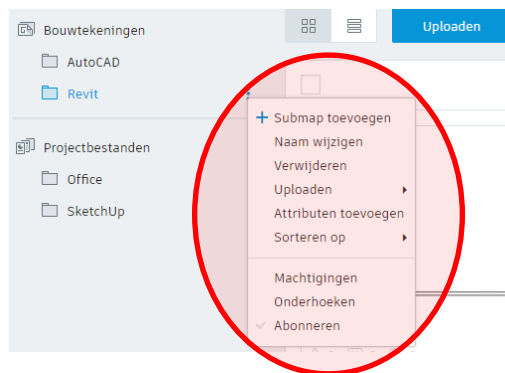 Bouwtekeningen
AutoCAD
Revit
Projectbestanden
Office
SketchUp
Uploaden
Submap toevoegen
Naam wijzigen
Verwijderen
Uploaden
Attributen toevoegen
Sorteren op
Machtigingen
Onderhoeken
Abonneren